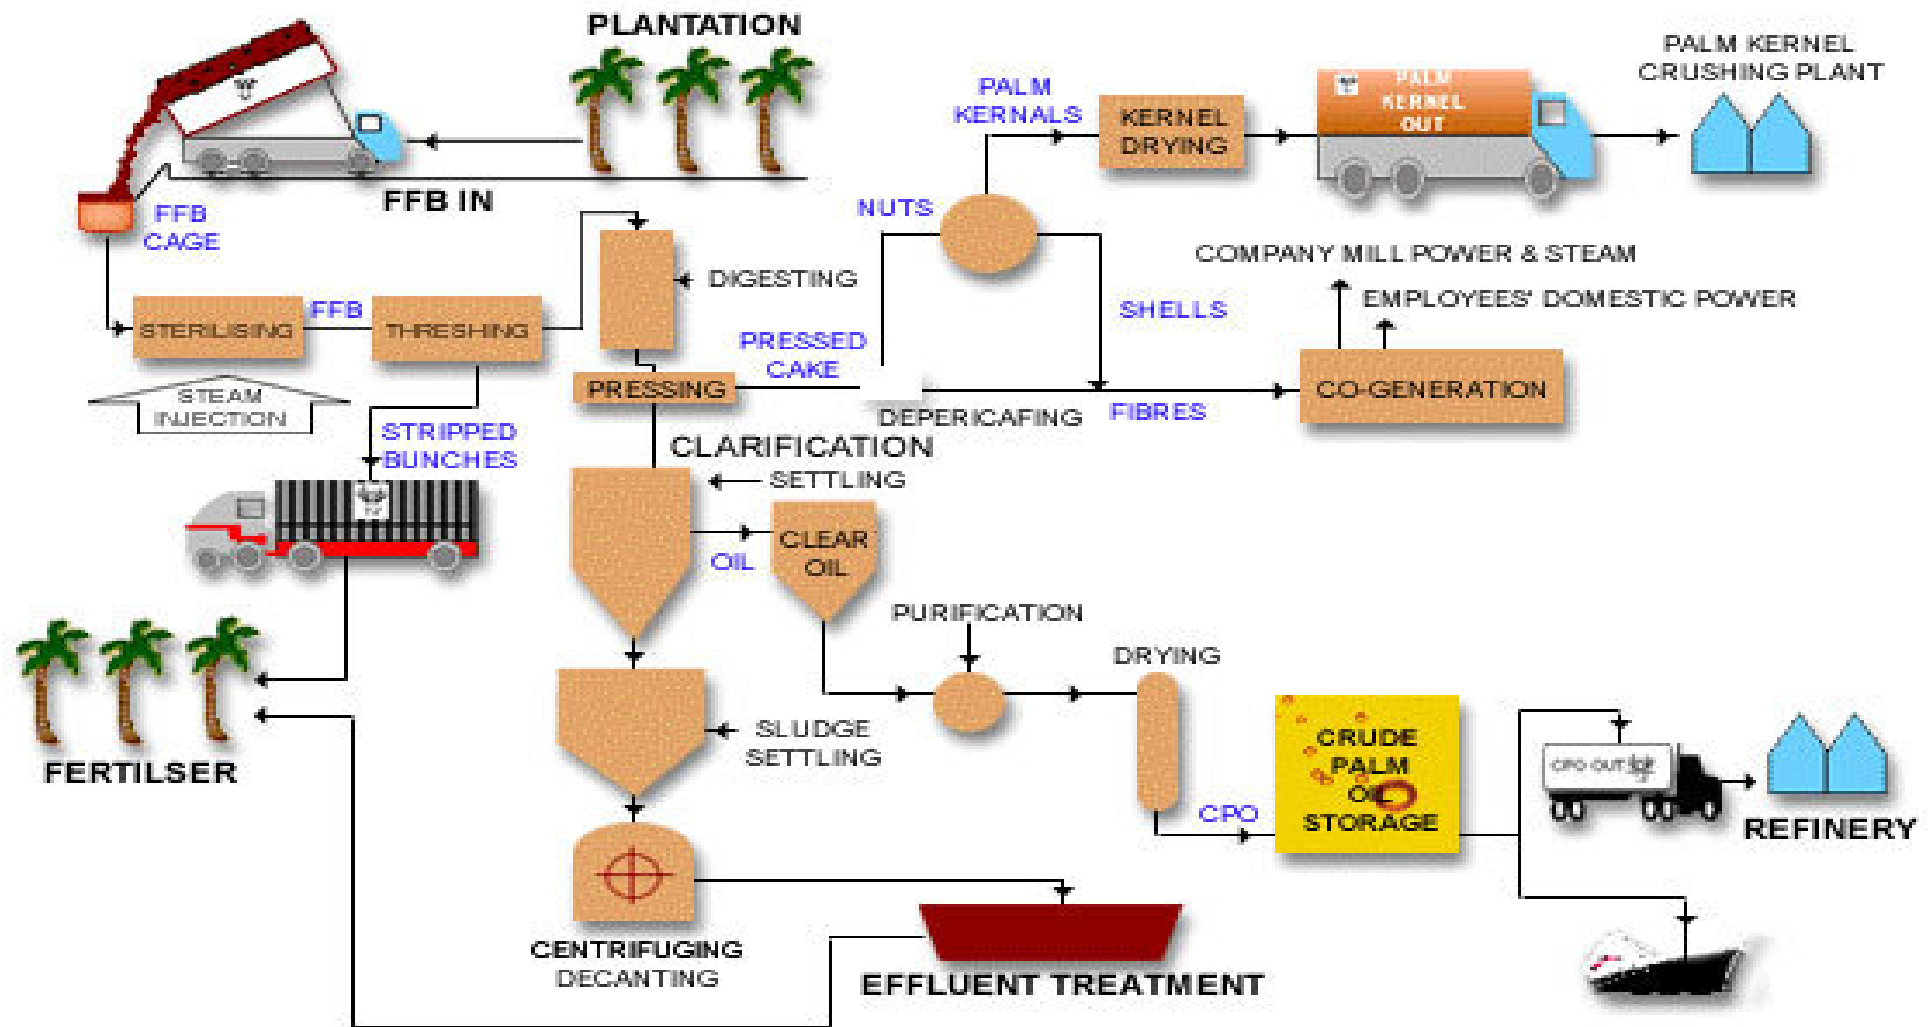 PLANTATION
FFB IN
FFB
CAGE
STERILISING
FFB
THRESHING
STEAM
INJECTION
STRIPPED
BUNCHES
FERTILSER
DIGESTING
PRESSING
PRESSED
CAKE
DEPERICAFING
NUTS
PALM
KERNALS
KERNEL
DRYING
PALM
KERNEL
OUT
PALM KERNEL
CRUSHING PLANT
SHELLS
FIBRES
COMPANY MILL POWER & STEAM
EMPLOYEES' DOMESTIC POWER
CO-GENERATION
CLARIFICATION
SETTLING
OIL
CLEAR
OIL
PURIFICATION
DRYING
SLUDGE
SETTLING
CENTRIFUGING
DECANTING
EFFLUENT TREATMENT
CPO
CRUDE
PALM
OIL
STORAGE
CPO OUT
REFINERY